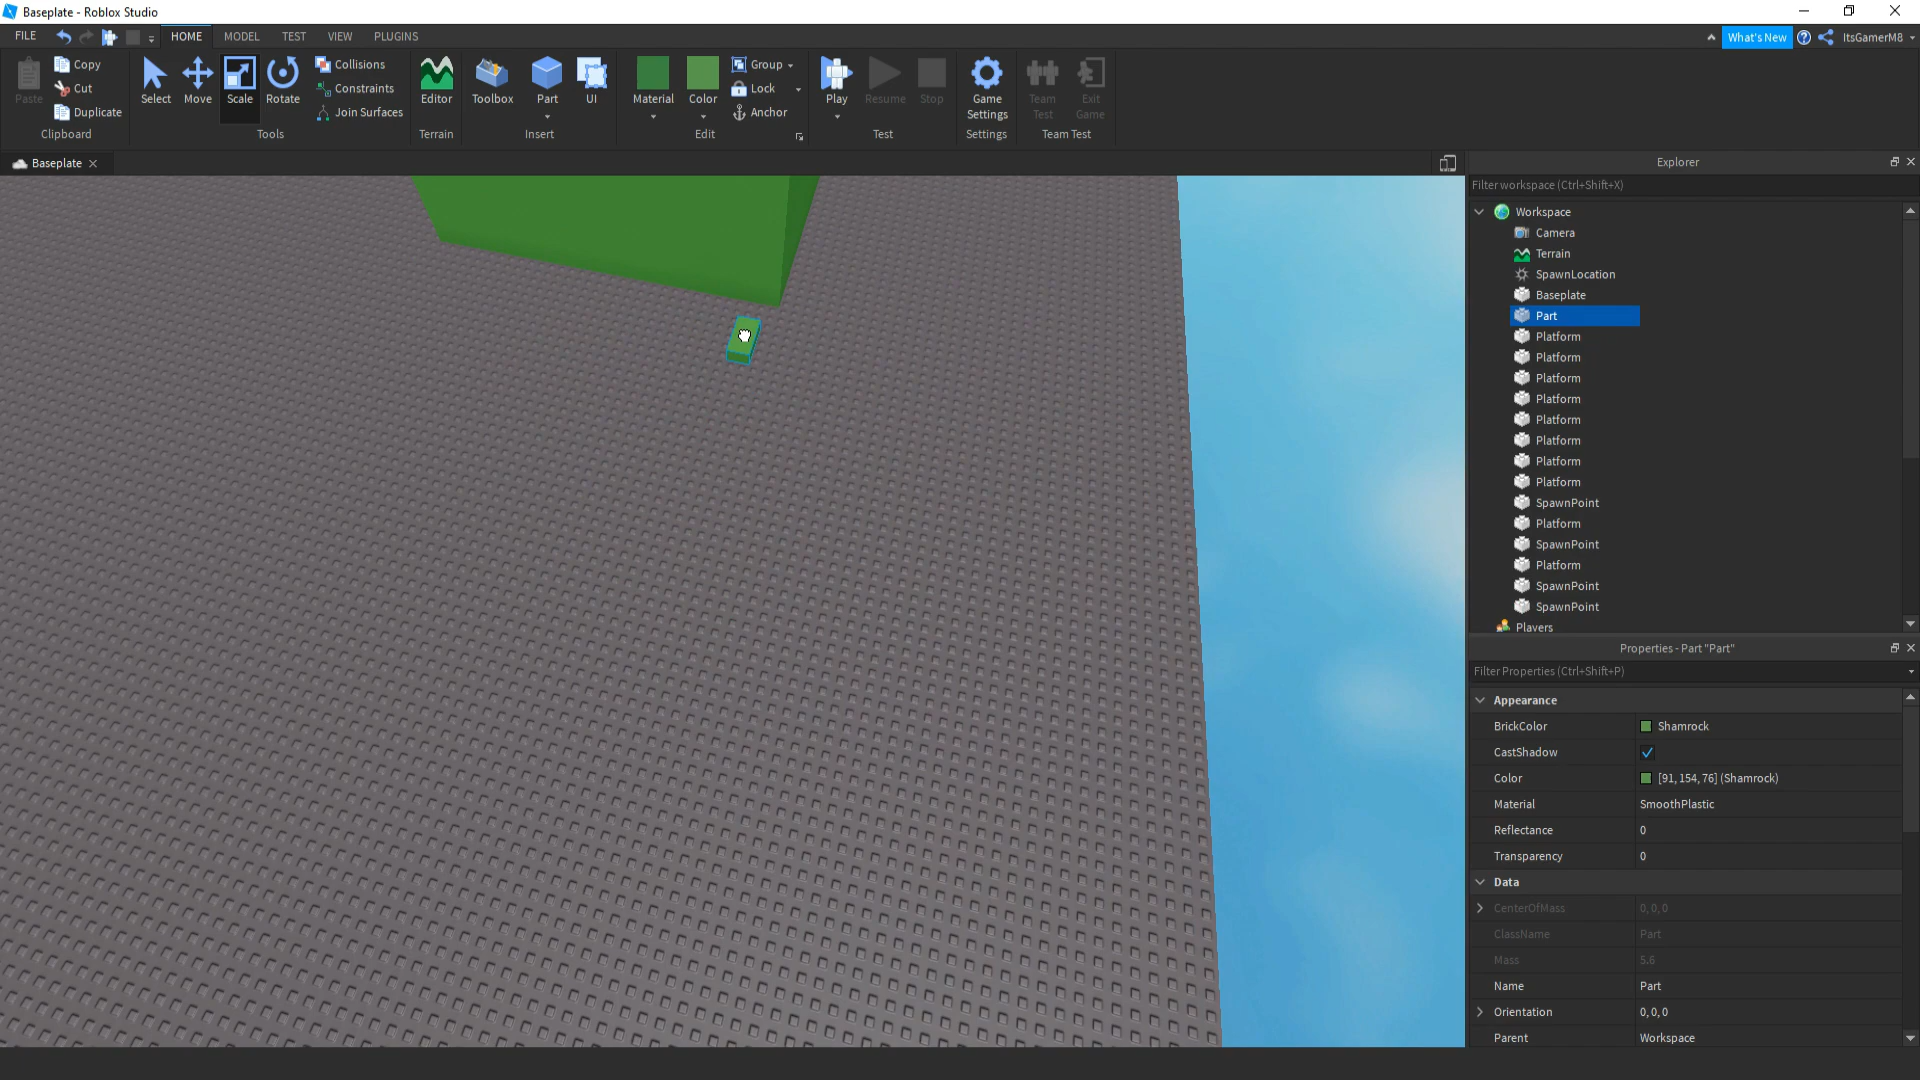 Baseplate - Roblox Studio
FILE HOME MODEL TEST VIEW PLUGINS What's New ItsGamerM8
Paste Copy Cut Duplicate Clipboard
Select Move Scale Rotate Collisions Constraints Join Surfaces Tools
Editor Terrain
Toolbox Part UI Insert
Material Color Group Lock Anchor Edit
Play Resume Stop Test
Game Settings Settings
Team Test Exit Game Team Test
Baseplate
Explorer
Filter workspace (Ctrl+Shift+X)
Workspace
Camera
Terrain
SpawnLocation
Baseplate
Part
Platform
Platform
Platform
Platform
Platform
Platform
Platform
Platform
SpawnPoint
Platform
SpawnPoint
Platform
SpawnPoint
SpawnPoint
Players
Properties - Part "Part"
Filter Properties (Ctrl+Shift+P)
Appearance
BrickColor Shamrock
CastShadow
Color [91, 154, 76] (Shamrock)
Material SmoothPlastic
Reflectance 0
Transparency 0
Data
CenterOfMass 0, 0, 0
ClassName Part
Mass 5.6
Name Part
Orientation 0, 0, 0
Parent Workspace